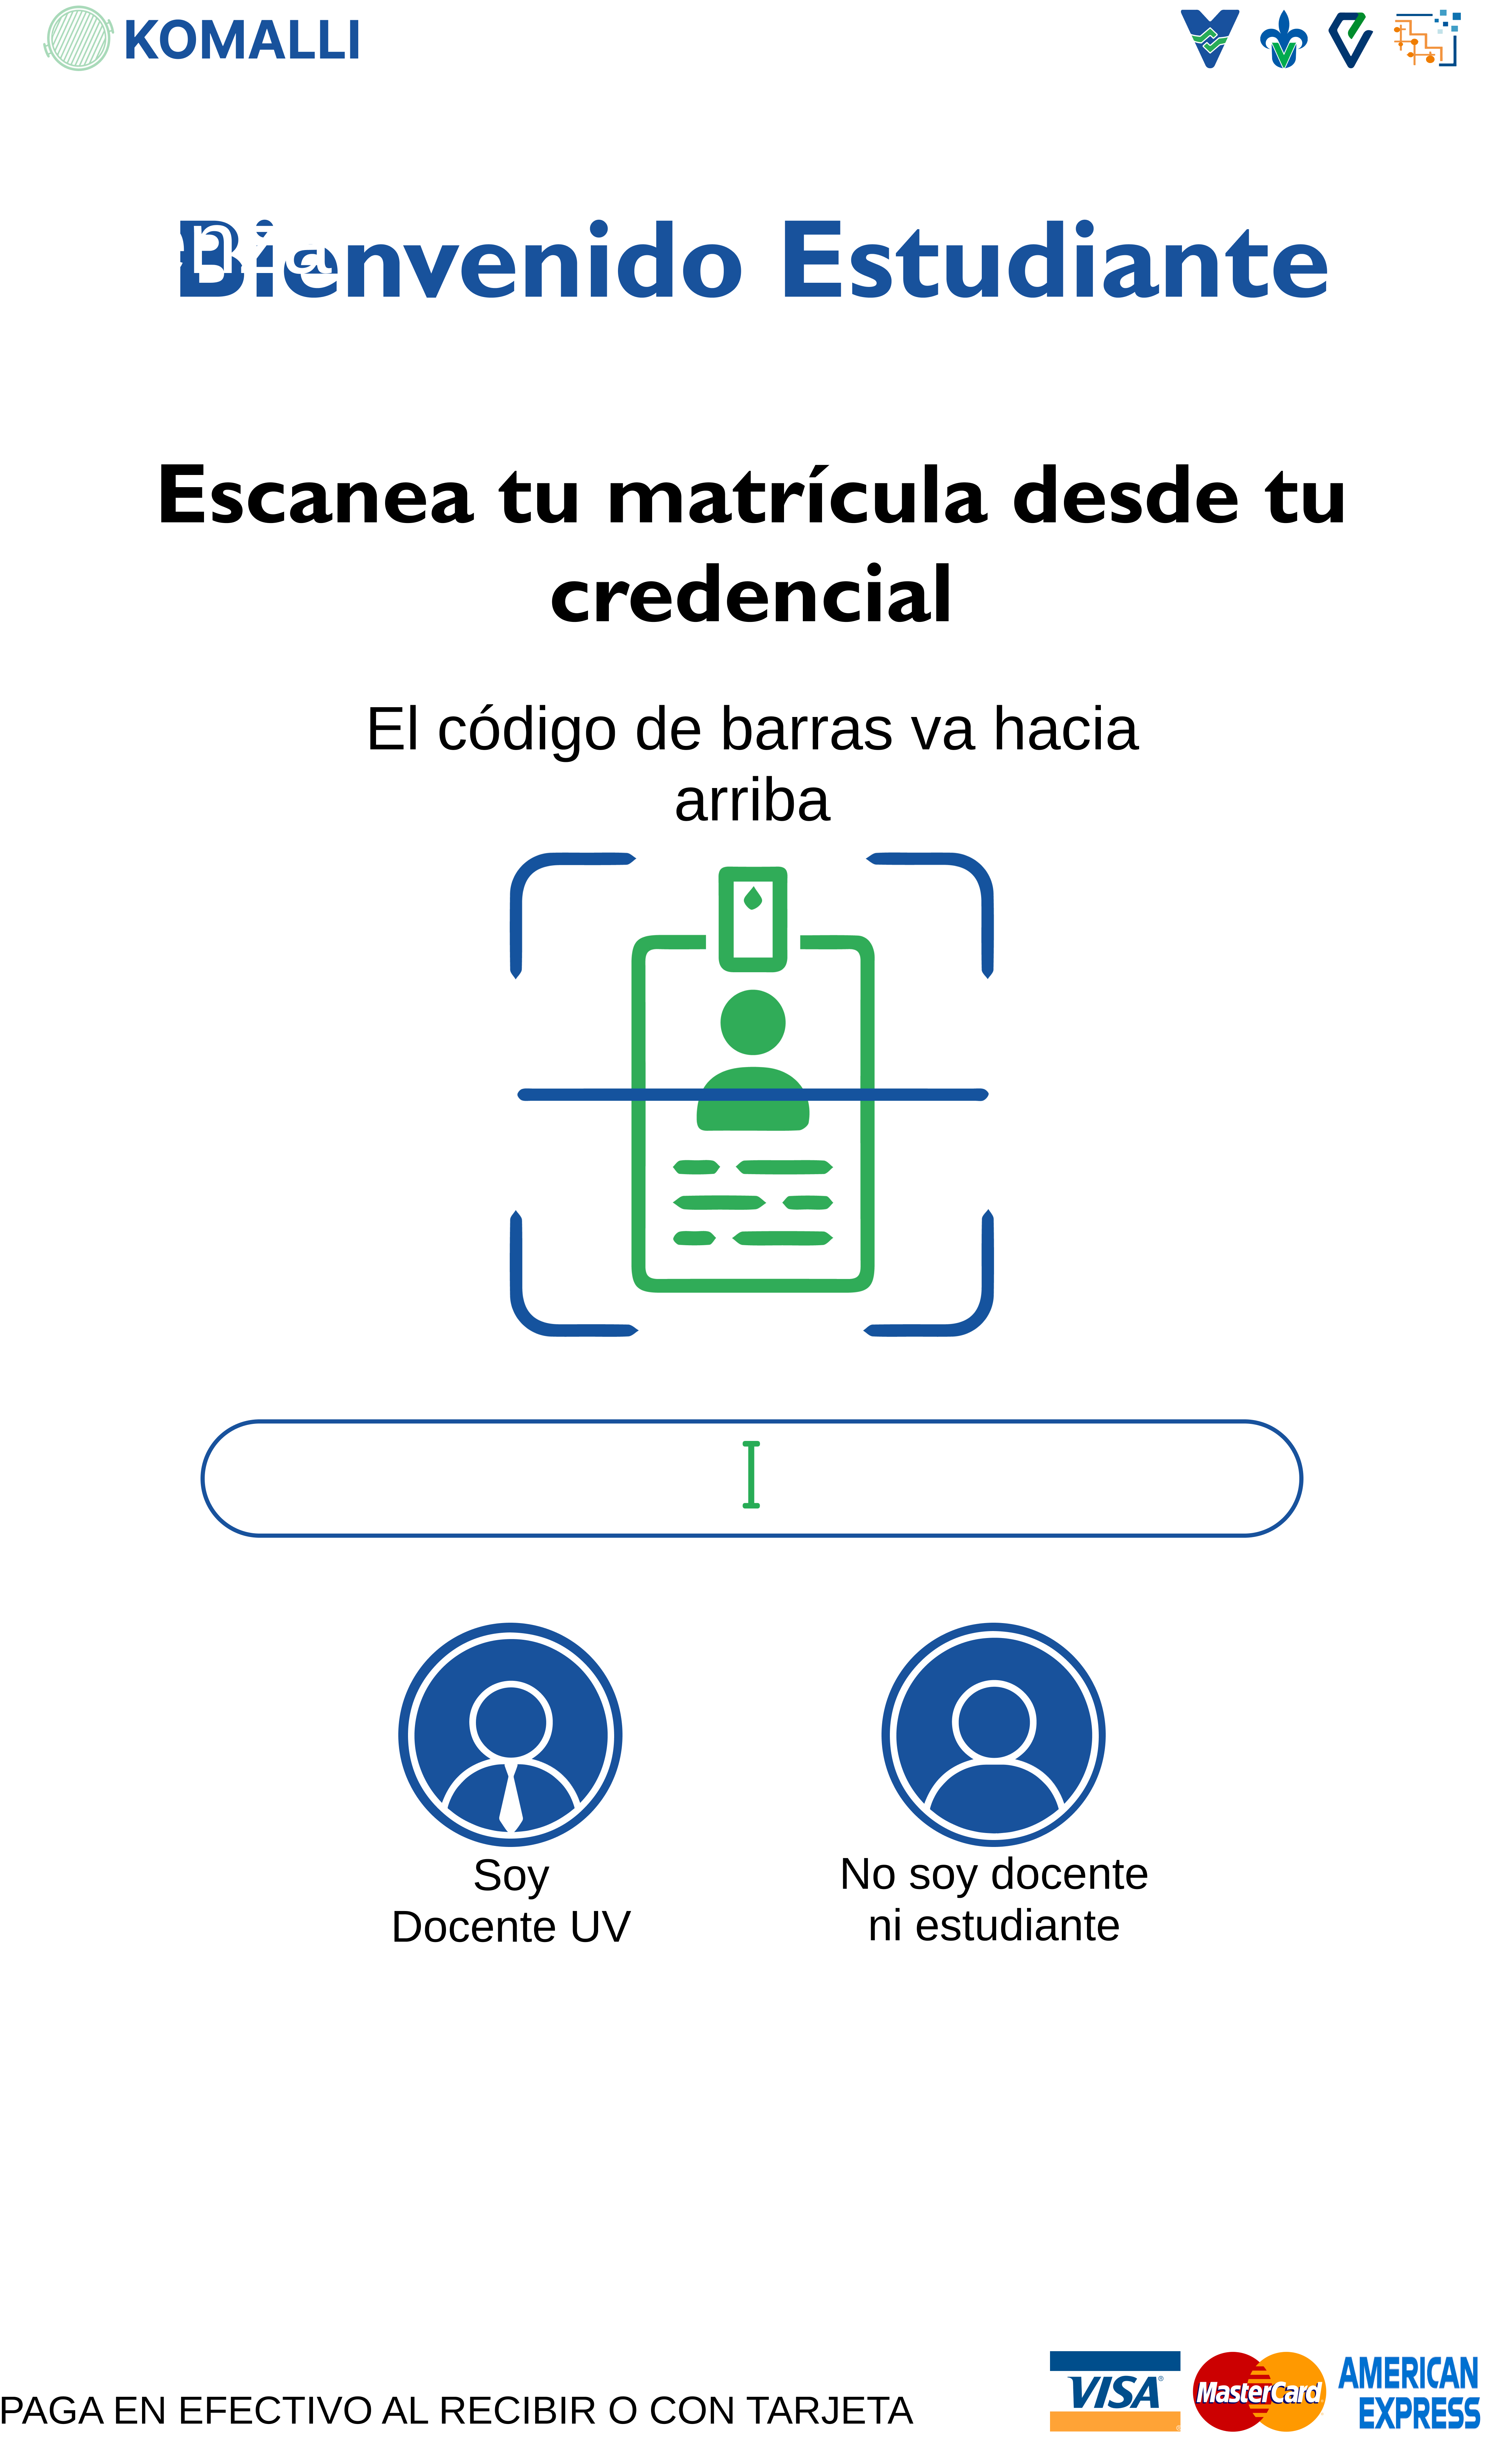 KOMALLI
Bienvenido Estudiante
Escanea tu matrícula desde tu
credencial
El código de barras va hacia
arriba
Soy
Docente UV
No soy docente
ni estudiante
PAGA EN EFECTIVO AL RECIBIR O CON TARJETA
VISA
MasterCard
AMERICAN
EXPRESS